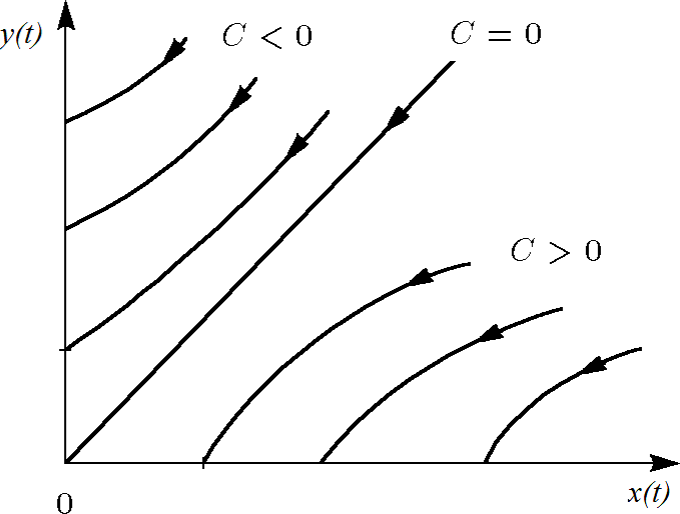 y(t)
C < 0
C = 0
C > 0
x(t)
0